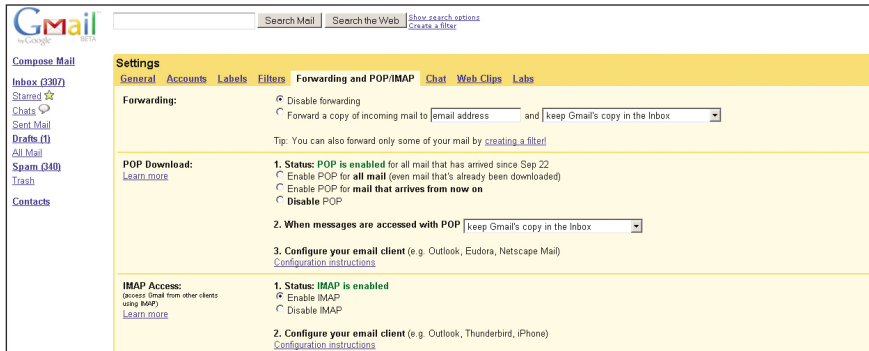 Gmail
by Google BETA
Search Mail Search the Web Show search options
Create a filter
Compose Mail
Inbox (3307)
Starred
Chats
Sent Mail
Drafts (1)
All Mail
Spam (340)
Trash
Contacts
Settings
General Accounts Labels Filters Forwarding and POP/IMAP Chat Web Clips Labs
Forwarding: Disable forwarding
Forward a copy of incoming mail to email address and keep Gmail's copy in the Inbox
Tip: You can also forward only some of your mail by creating a filter!
POP Download: 1. Status: POP is enabled for all mail that has arrived since Sep 22
Learn more Enable POP for all mail (even mail that's already been downloaded)
Enable POP for mail that arrives from now on
Disable POP
2. When messages are accessed with POP keep Gmail's copy in the Inbox
3. Configure your email client (e.g. Outlook, Eudora, Netscape Mail)
Configuration instructions
IMAP Access: 1. Status: IMAP is enabled
(access Gmail from other clients Enable IMAP
using IMAP) Disable IMAP
Learn more
2. Configure your email client (e.g. Outlook, Thunderbird, iPhone)
Configuration instructions